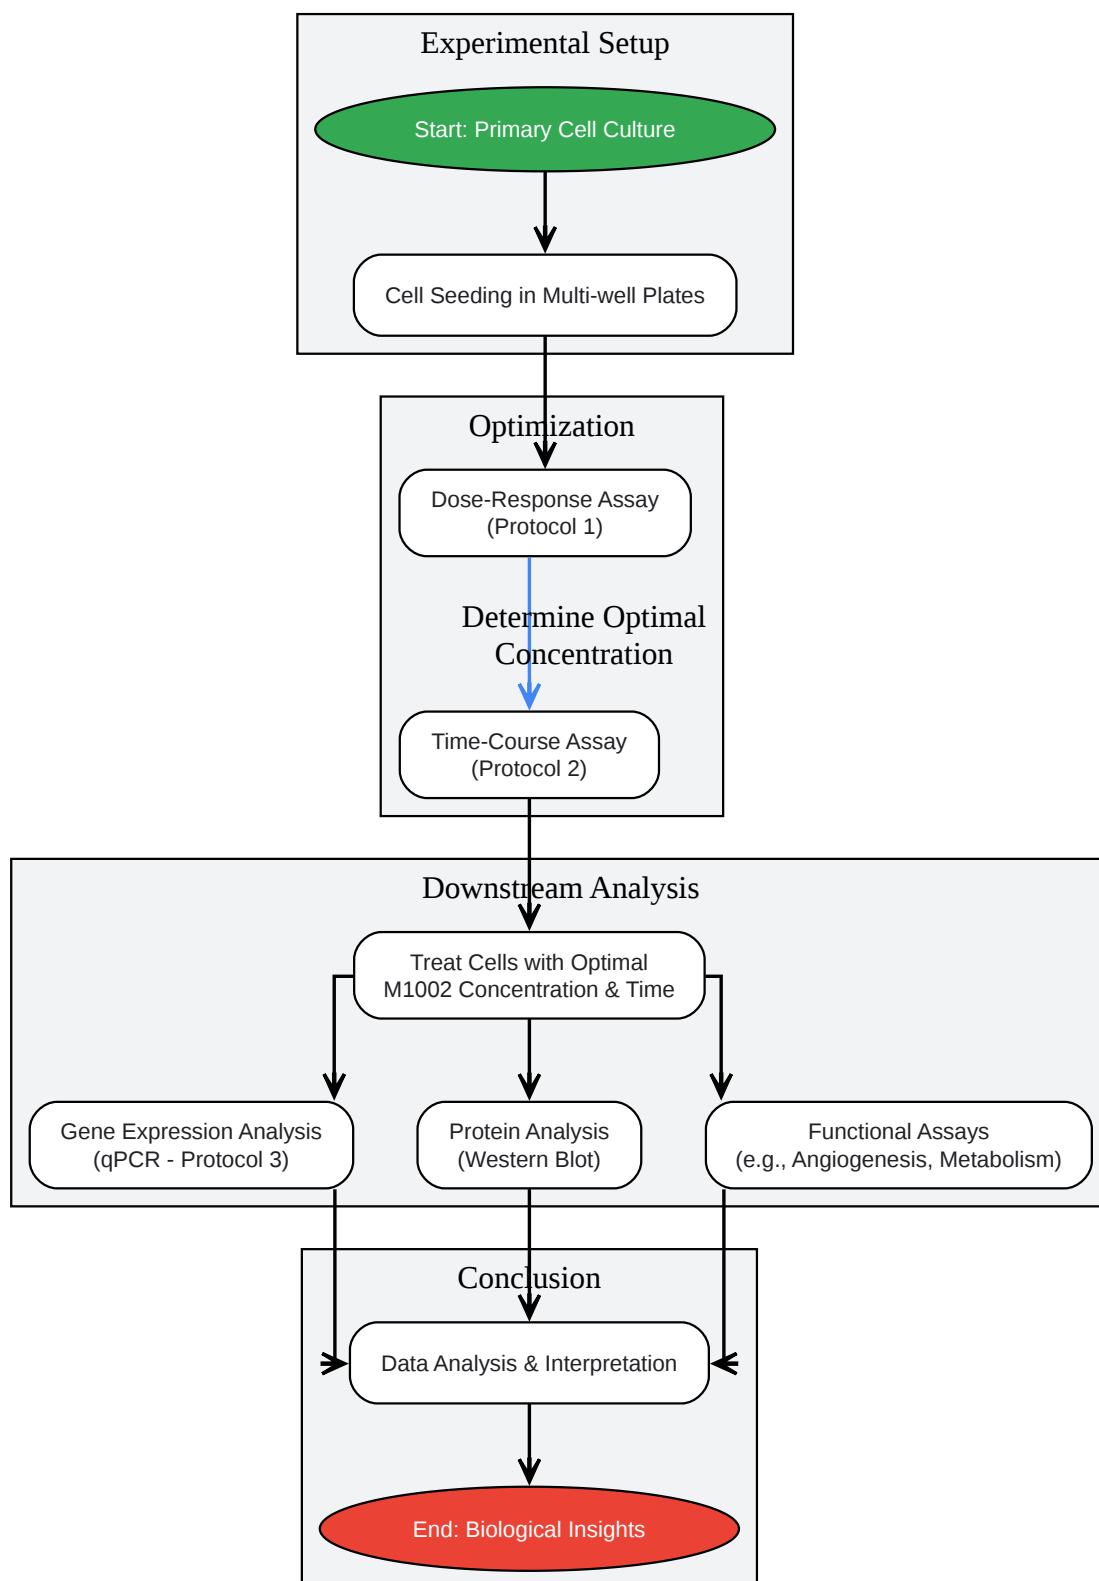 Experimental Setup
Start: Primary Cell Culture
Cell Seeding in Multi-well Plates
Optimization
Dose-Response Assay
(Protocol 1)
Determine Optimal
Concentration
Time-Course Assay
(Protocol 2)
Downstream Analysis
Treat Cells with Optimal
M1002 Concentration & Time
Gene Expression Analysis
(qPCR - Protocol 3)
Protein Analysis
(Western Blot)
Functional Assays
(e.g., Angiogenesis, Metabolism)
Conclusion
Data Analysis & Interpretation
End: Biological Insights